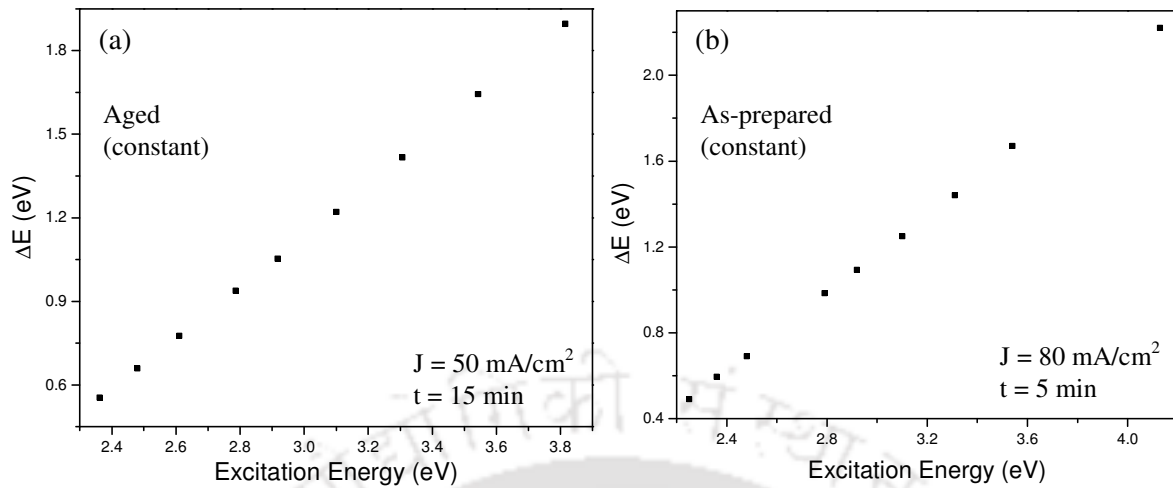 (a)
Aged
(constant)
J = 50 mA/cm²
t = 15 min
ΔE (eV)
1.8
1.5
1.2
0.9
0.6
2.4 2.6 2.8 3.0 3.2 3.4 3.6 3.8
Excitation Energy (eV)
(b)
As-prepared
(constant)
J = 80 mA/cm²
t = 5 min
ΔE (eV)
2.0
1.6
1.2
0.8
0.4
2.4 2.8 3.2 3.6 4.0
Excitation Energy (eV)